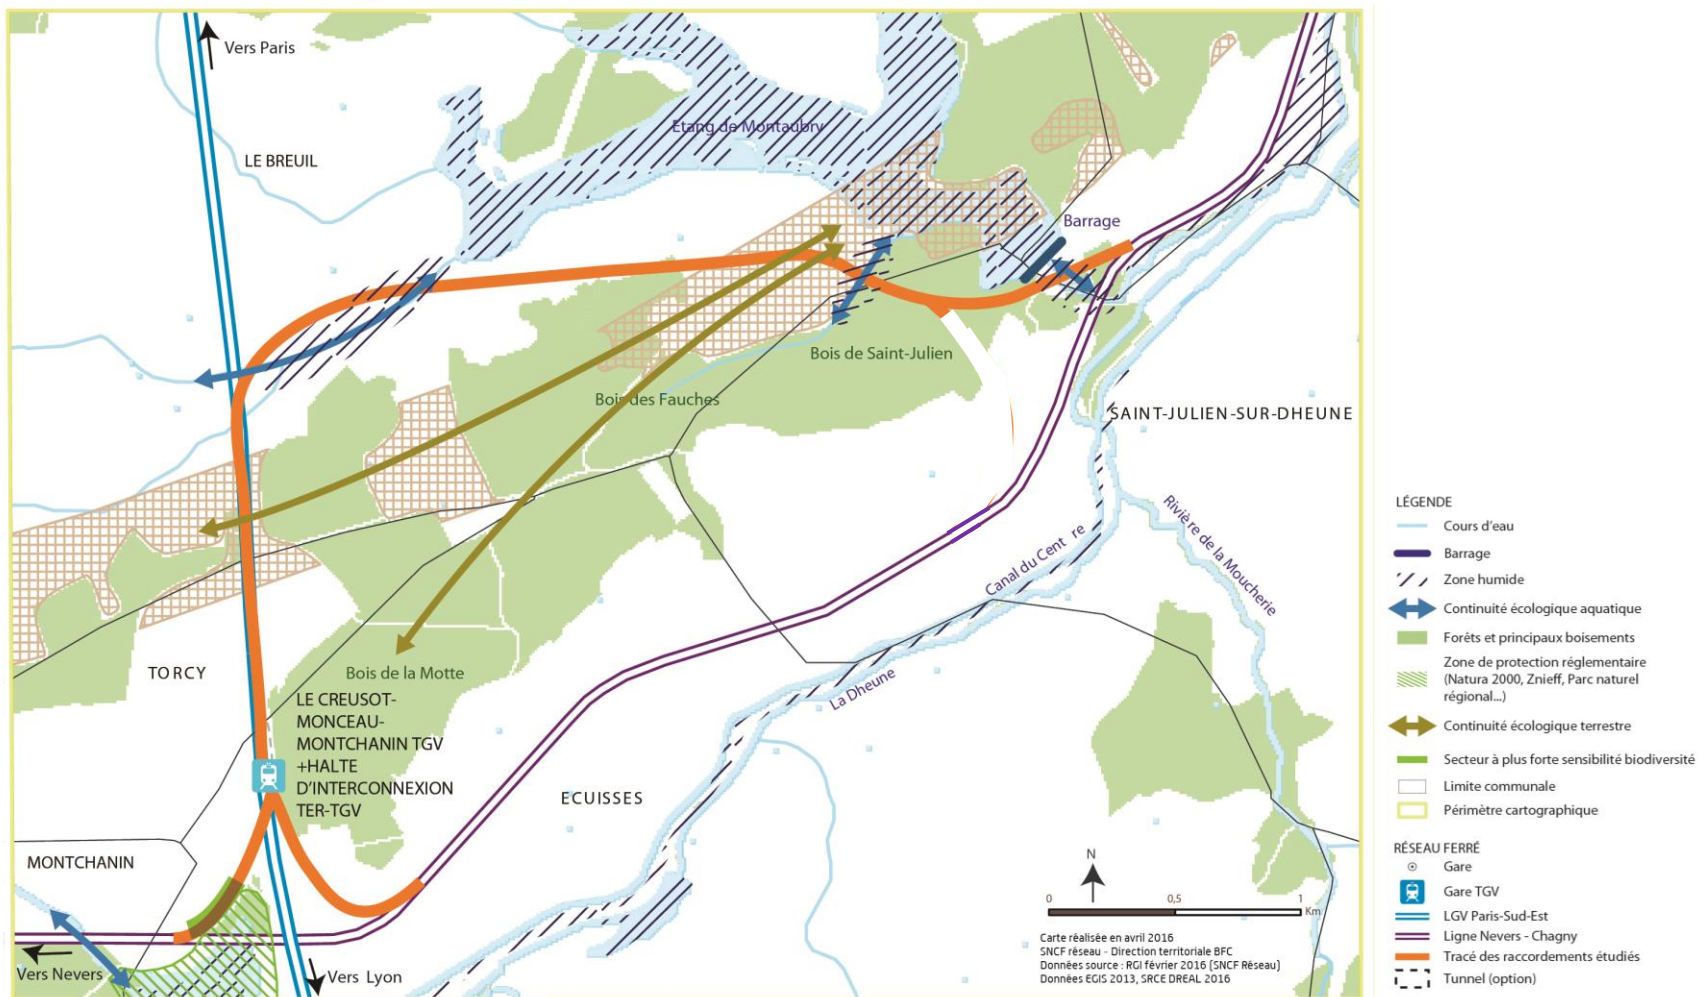 Vers Paris
LE BREUIL
Etang de Montaubry
Barrage
Bois de Saint-Julien
Bois des Fauches
SAINT-JULIEN-SUR-DHEUNE
Rivière de la Moucherie
Canal du Cent re
La Dheune
TORCY
Bois de la Motte
LE CREUSOT-
MONCEAU-
MONTCHANIN TGV
+HALTE
D'INTERCONNEXION
TER-TGV
ECUISSES
MONTCHANIN
Vers Nevers
Vers Lyon
N
0 0,5 1
Km
Carte réalisée en avril 2016
SNCF réseau - Direction territoriale BFC
Données source : RGI février 2016 (SNCF Réseau)
Données EGIS 2013, SRCE DREAL 2016
LÉGENDE
Cours d'eau
Barrage
Zone humide
Continuité écologique aquatique
Forêts et principaux boisements
Zone de protection réglementaire
(Natura 2000, Znieff, Parc naturel
régional...)
Continuité écologique terrestre
Secteur à plus forte sensibilité biodiversité
Limite communale
Périmètre cartographique
RÉSEAU FERRÉ
Gare
Gare TGV
LGV Paris-Sud-Est
Ligne Nevers - Chagny
Tracé des raccordements étudiés
Tunnel (option)